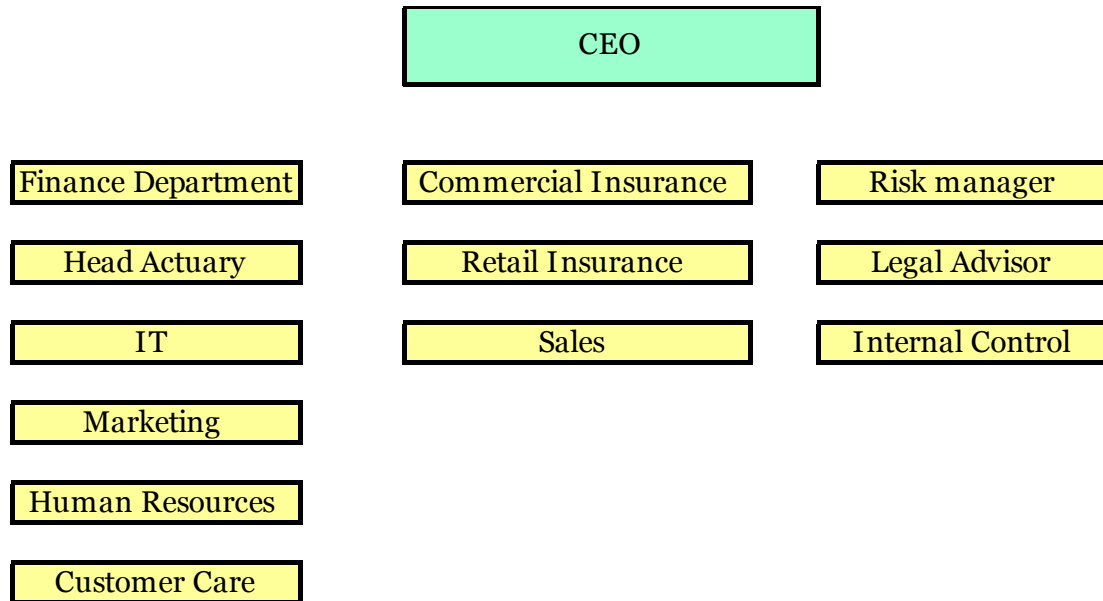 CEO
Finance Department
Commercial Insurance
Risk manager
Head Actuary
Retail Insurance
Legal Advisor
IT
Sales
Internal Control
Marketing
Human Resources
Customer Care